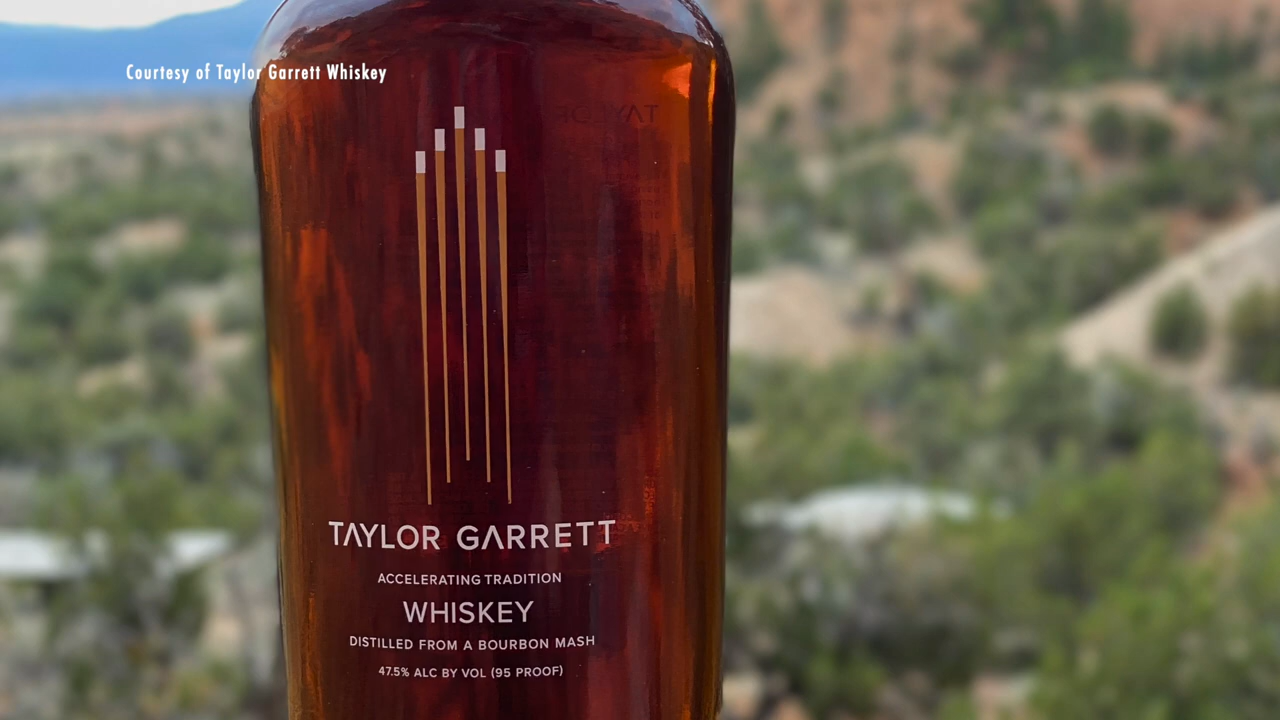 Courtesy of Taylor Garrett Whiskey
TAYLOR GARRETT
ACCELERATING TRADITION
WHISKEY
DISTILLED FROM A BOURBON MASH
47.5% ALC BY VOL (95 PROOF)